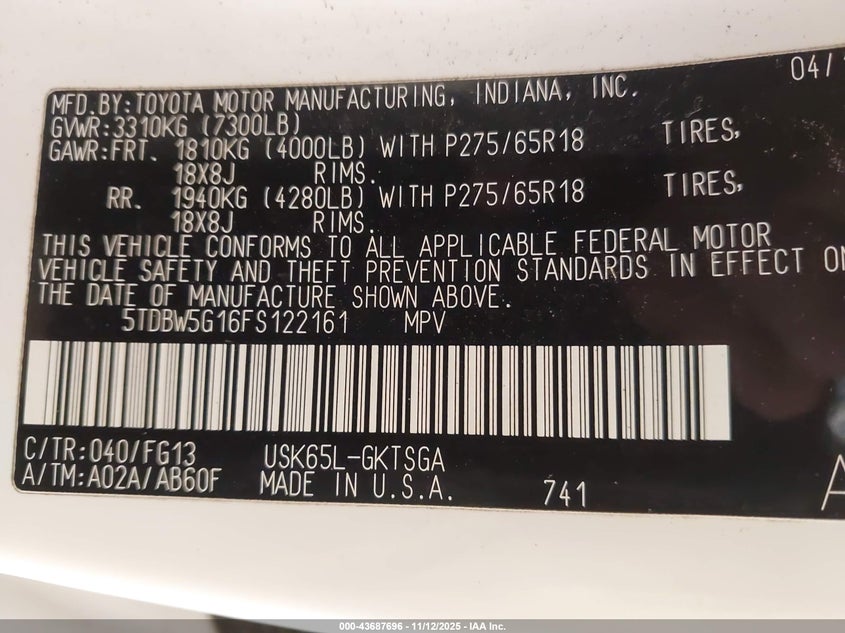 04/
MFD.BY:TOYOTA MOTOR MANUFACTURING, INDIANA, INC.
GVWR:3310KG (7300LB)
GAWR:FRT. 1810KG (4000LB) WITH P275/65R18 TIRES,
18X8J RIMS.
RR. 1940KG (4280LB) WITH P275/65R18 TIRES,
18X8J RIMS.
THIS VEHICLE CONFORMS TO ALL APPLICABLE FEDERAL MOTOR
VEHICLE SAFETY AND THEFT PREVENTION STANDARDS IN EFFECT ON
THE DATE OF MANUFACTURE SHOWN ABOVE.
5TDBW5G16FS122161 MPV
C/TR:040/FG13 USK65L-GKTSGA
A/TM:A02A/AB60F MADE IN U.S.A. 741
A
000-43687696 - 11/12/2025 - IAA Inc.